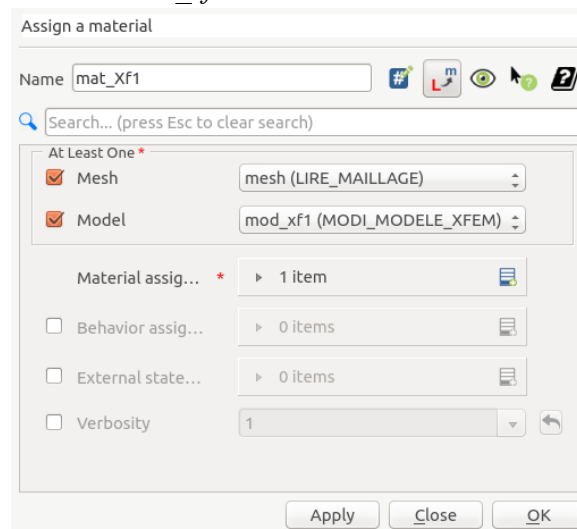 Assign a material
Name mat_Xf1
Search... (press Esc to clear search)
At Least One *
Mesh mesh (LIRE_MAILLAGE)
Model mod_xf1 (MODI_MODELE_XFEM)
Material assig... * 1 item
Behavior assig... 0 items
External state... 0 items
Verbosity 1
Apply Close OK